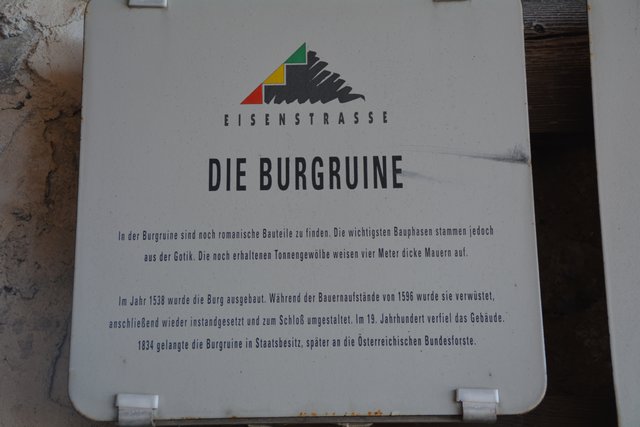 EISENSTRASSE
DIE BURGRUINE
In der Burgruine sind noch romanische Bauteile zu finden. Die wichtigsten Bauphasen stammen jedoch
aus der Gotik. Die noch erhaltenen Tonnengewölbe weisen vier Meter dicke Mauern auf.
Im Jahr 1538 wurde die Burg ausgebaut. Während der Bauernaufstände von 1596 wurde sie verwüstet,
anschließend wieder instandgesetzt und zum Schloß umgestaltet. Im 19. Jahrhundert verfiel das Gebäude.
1834 gelangte die Burgruine in Staatsbesitz, später an die Österreichischen Bundesforste.